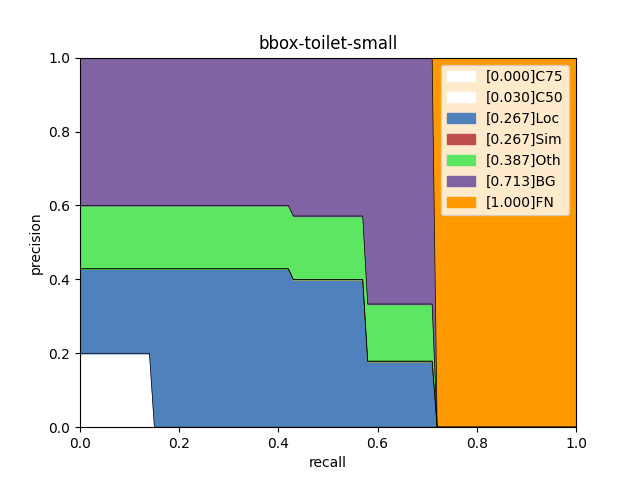 bbox-toilet-small
1.0
0.8
0.6
0.4
0.2
0.0
precision
[0.000]C75
[0.030]C50
[0.267]Loc
[0.267]Sim
[0.387]Oth
[0.713]BG
[1.000]FN
0.0 0.2 0.4 0.6 0.8 1.0
recall